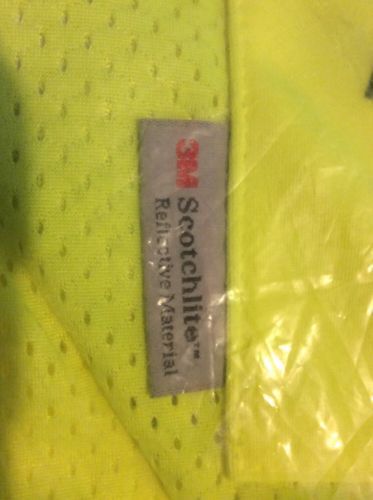 3M Scotchlite™
Reflective Material